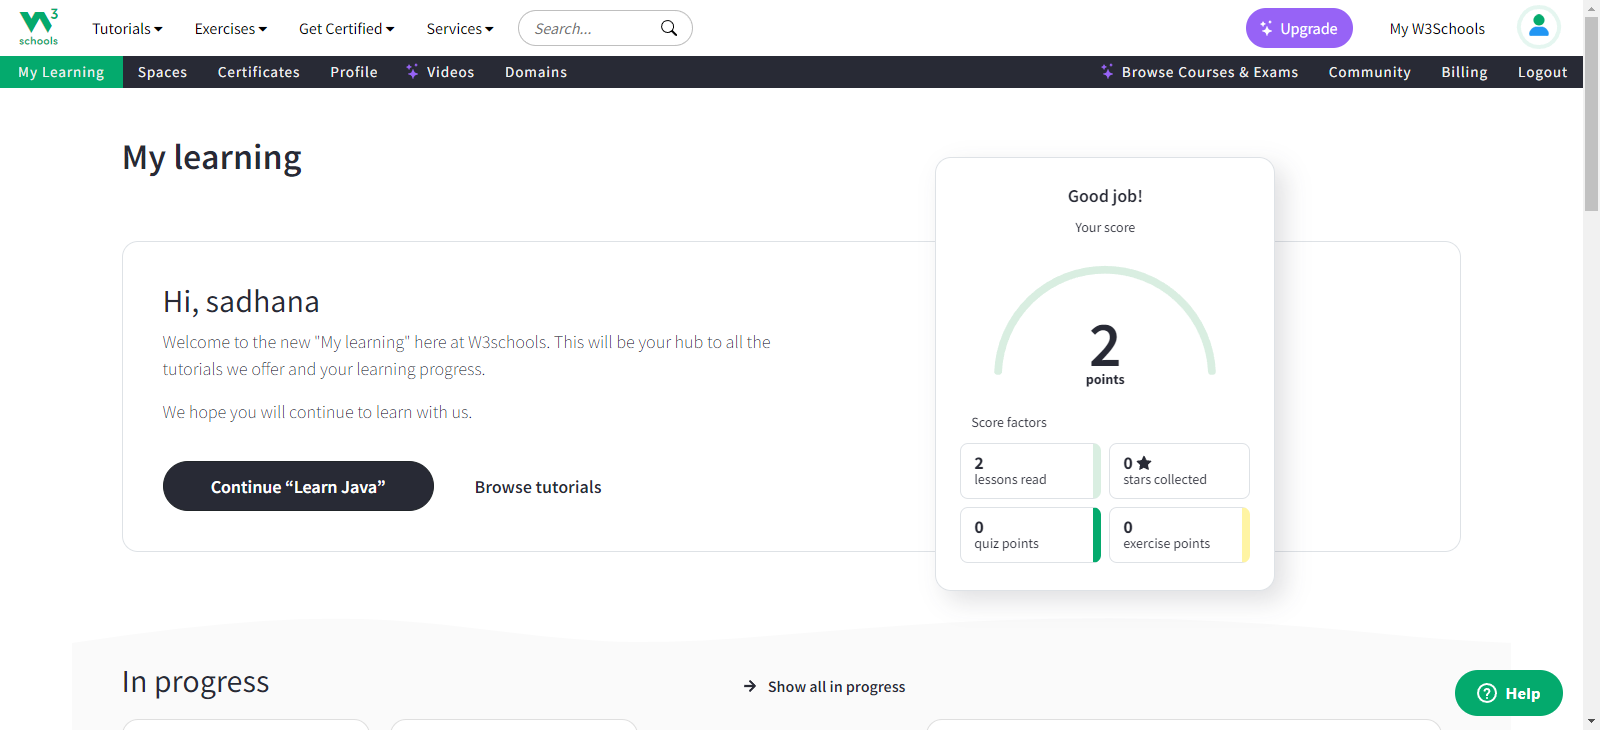 W3
schools
Tutorials
Exercises
Get Certified
Services
Search...
Upgrade
My W3Schools
My Learning
Spaces
Certificates
Profile
Videos
Domains
Browse Courses & Exams
Community
Billing
Logout
My learning
Hi, sadhana
Welcome to the new "My learning" here at W3schools. This will be your hub to all the
tutorials we offer and your learning progress.
We hope you will continue to learn with us.
Continue “Learn Java”
Browse tutorials
Good job!
Your score
2
points
Score factors
2
lessons read
0
stars collected
0
quiz points
0
exercise points
In progress
Show all in progress
Help